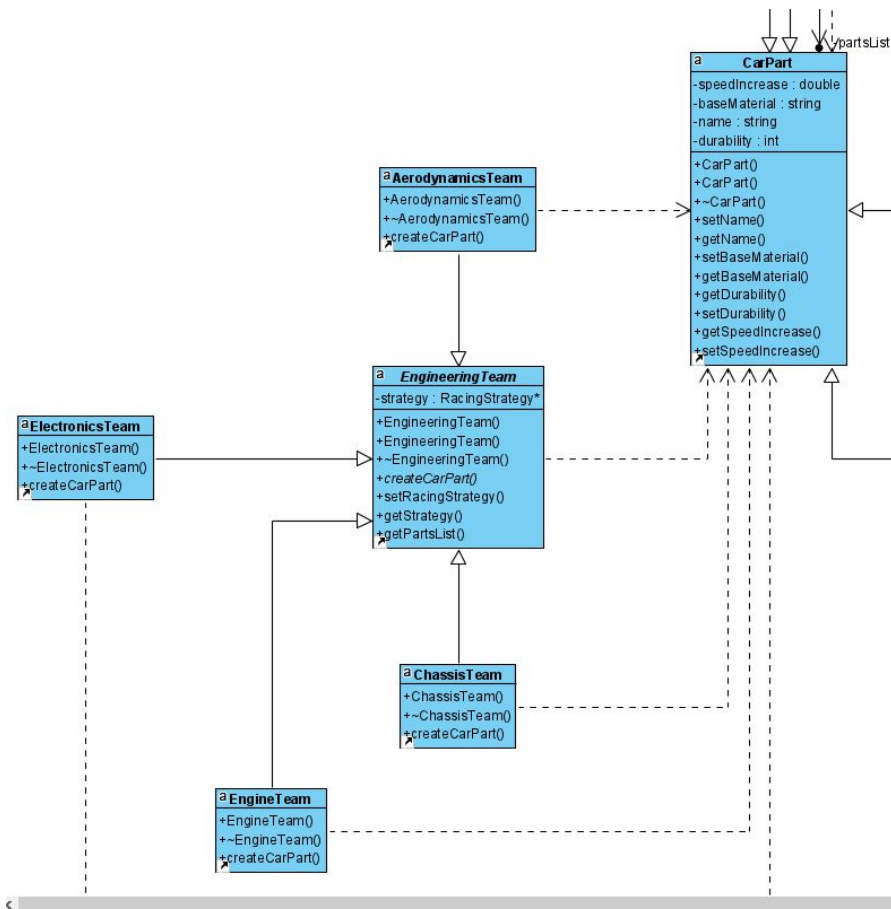 -partsList
a CarPart
-speedIncrease : double
-baseMaterial : string
-name : string
-durability : int
+CarPart()
+CarPart()
+~CarPart()
+setName()
+getName()
+setBaseMaterial()
+getBaseMaterial()
+getDurability()
+setDurability()
+getSpeedIncrease()
+setSpeedIncrease()
a AerodynamicsTeam
+AerodynamicsTeam()
+~AerodynamicsTeam()
+createCarPart()
a EngineeringTeam
-strategy : RacingStrategy*
+EngineeringTeam()
+EngineeringTeam()
+~EngineeringTeam()
+createCarPart()
+setRacingStrategy()
+getStrategy()
+getPartsList()
a ElectronicsTeam
+ElectronicsTeam()
+~ElectronicsTeam()
+createCarPart()
a ChassisTeam
+ChassisTeam()
+~ChassisTeam()
+createCarPart()
a EngineTeam
+EngineTeam()
+~EngineTeam()
+createCarPart()